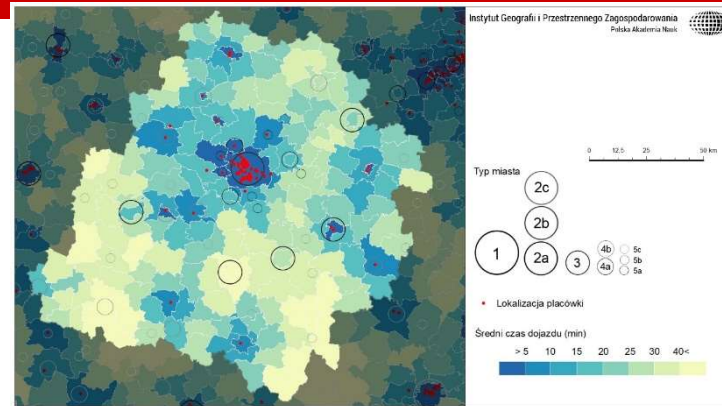 Instytut Geografii i Przestrzennego Zagospodarowania
Polska Akademia Nauk
0 12,5 25 50 km
Typ miasta
2c
2b
1 2a 3 4b 4a 5c 5b 5a
Lokalizacja placówki
Średni czas dojazdu (min)
> 5 10 15 20 25 30 40<